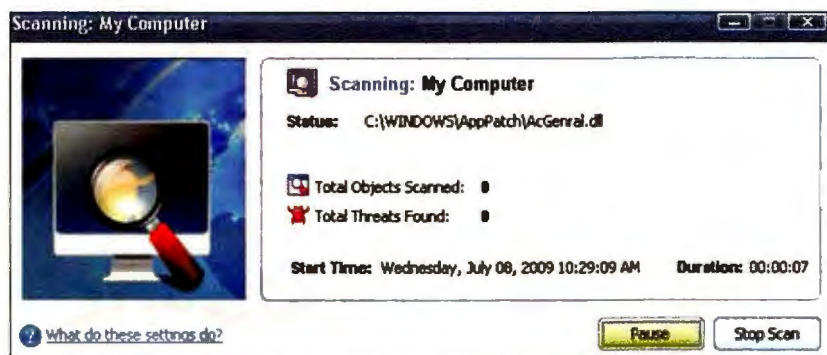 Scanning: My Computer
Scanning: My Computer
Status: C:\WINDOWS\AppPatch\AcGenral.dll
Total Objects Scanned: 0
Total Threats Found: 0
Start Time: Wednesday, July 08, 2009 10:29:09 AM Duration: 00:00:07
What do these settings do?
Pause Stop Scan